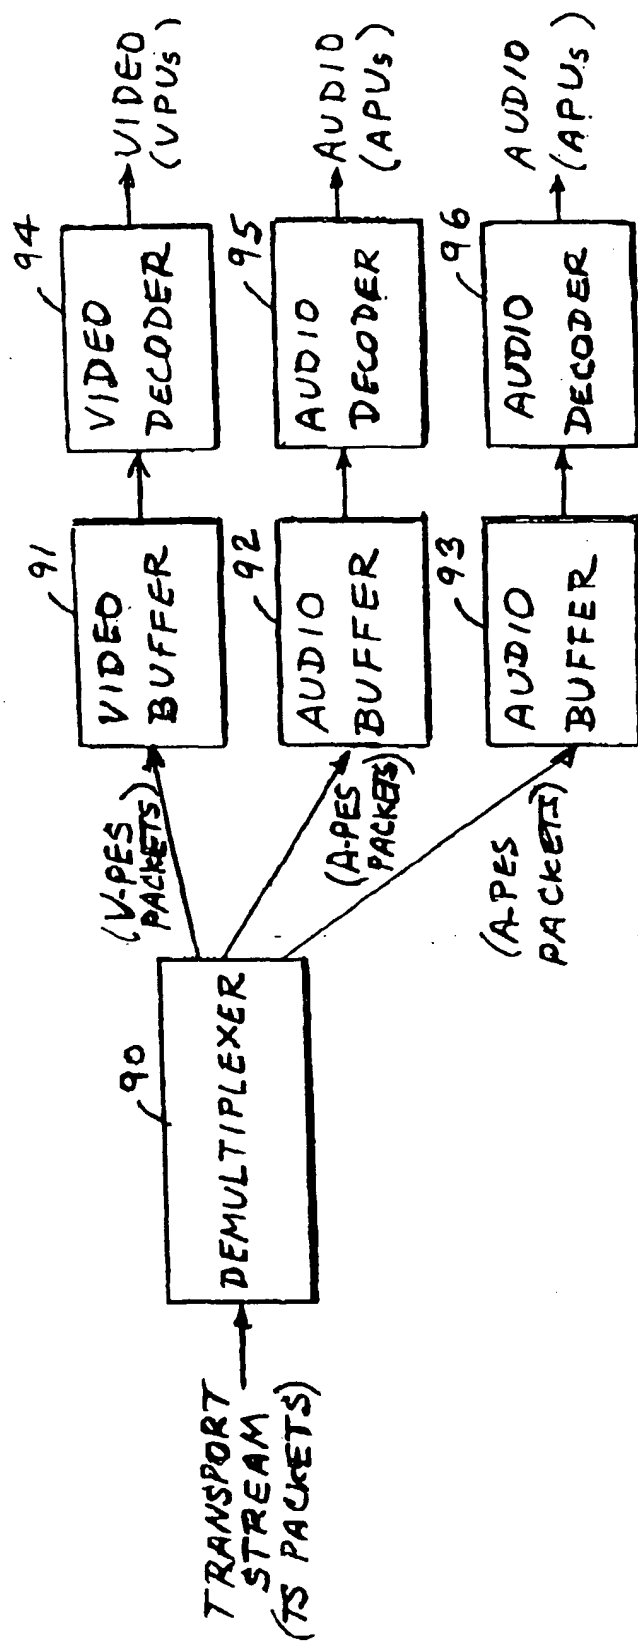 TRANSPORT
STREAM
(TS PACKETS)
90
DEMULTIPLEXER
(V-PES
PACKETS)
91
VIDEO
BUFFER
94
VIDEO
DECODER
VIDEO
(VPUs)
(A-PES
PACKETS)
92
AUDIO
BUFFER
95
AUDIO
DECODER
AUDIO
(APUs)
(A-PES
PACKETS)
93
AUDIO
BUFFER
96
AUDIO
DECODER
AUDIO
(APUs)